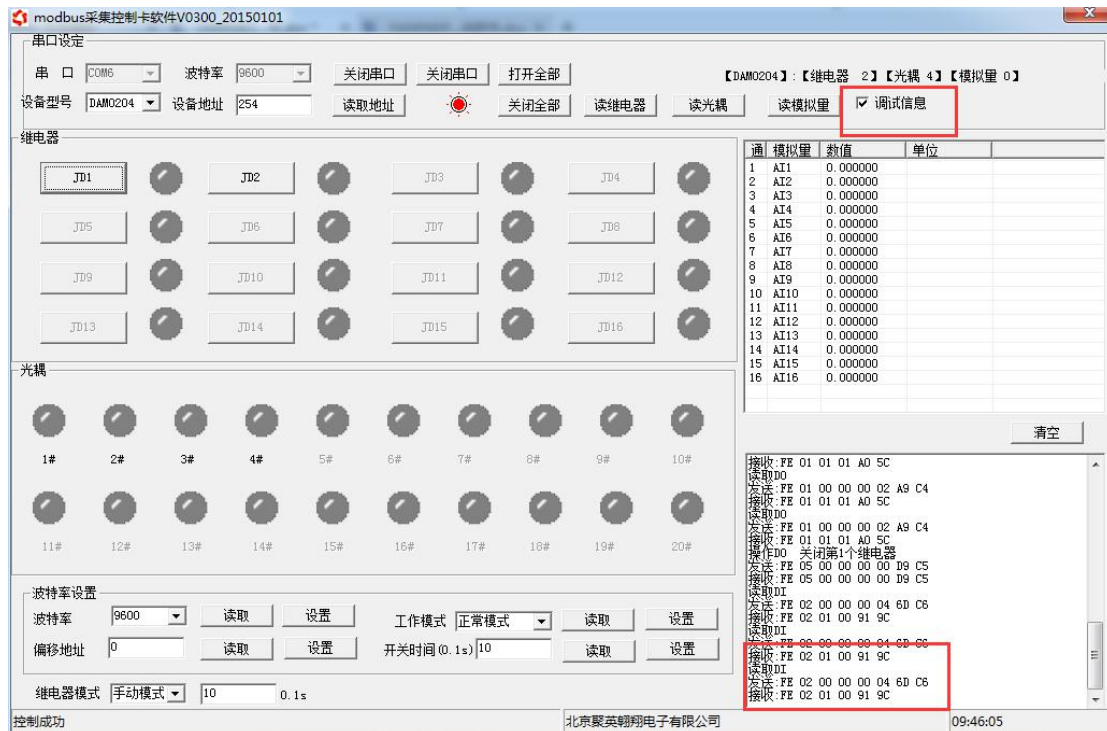 modbus采集控制卡软件V0300_20150101
串口设定
串 口 COM6 波特率 9600 关闭串口 关闭串口 打开全部 【DAM0204】:【继电器 2】【光耦 4】【模拟量 0】
设备型号 DAM0204 设备地址 254 读取地址 关闭全部 读继电器 读光耦 读模拟量 调试信息
继电器
JD1 JD2 JD3 JD4
JD5 JD6 JD7 JD8
JD9 JD10 JD11 JD12
JD13 JD14 JD15 JD16
光耦
1# 2# 3# 4# 5# 6# 7# 8# 9# 10#
11# 12# 13# 14# 15# 16# 17# 18# 19# 20#
波特率设置
波特率 9600 读取 设置 工作模式 正常模式 读取 设置
偏移地址 0 读取 设置 开关时间(0.1s) 10 读取 设置
继电器模式 手动模式 10 0.1s
通 模拟量 数值 单位
1 AI1 0.000000
2 AI2 0.000000
3 AI3 0.000000
4 AI4 0.000000
5 AI5 0.000000
6 AI6 0.000000
7 AI7 0.000000
8 AI8 0.000000
9 AI9 0.000000
10 AI10 0.000000
11 AI11 0.000000
12 AI12 0.000000
13 AI13 0.000000
14 AI14 0.000000
15 AI15 0.000000
16 AI16 0.000000
清空
接收:FE 01 01 01 A0 5C
读取DO
发送:FE 01 00 00 00 02 A9 C4
接收:FE 01 01 01 A0 5C
读取DO
发送:FE 01 00 00 00 02 A9 C4
接收:FE 01 01 01 A0 5C
操作DO 关闭第1个继电器
发送:FE 05 00 00 00 00 D9 C5
接收:FE 05 00 00 00 00 D9 C5
读取DI
发送:FE 02 00 00 00 04 6D C6
接收:FE 02 01 00 91 9C
读取DI
发送:FE 02 00 00 00 04 6D C6
接收:FE 02 01 00 91 9C
读取DI
发送:FE 02 00 00 00 04 6D C6
接收:FE 02 01 00 91 9C
控制成功 北京聚英翱翔电子有限公司 09:46:05